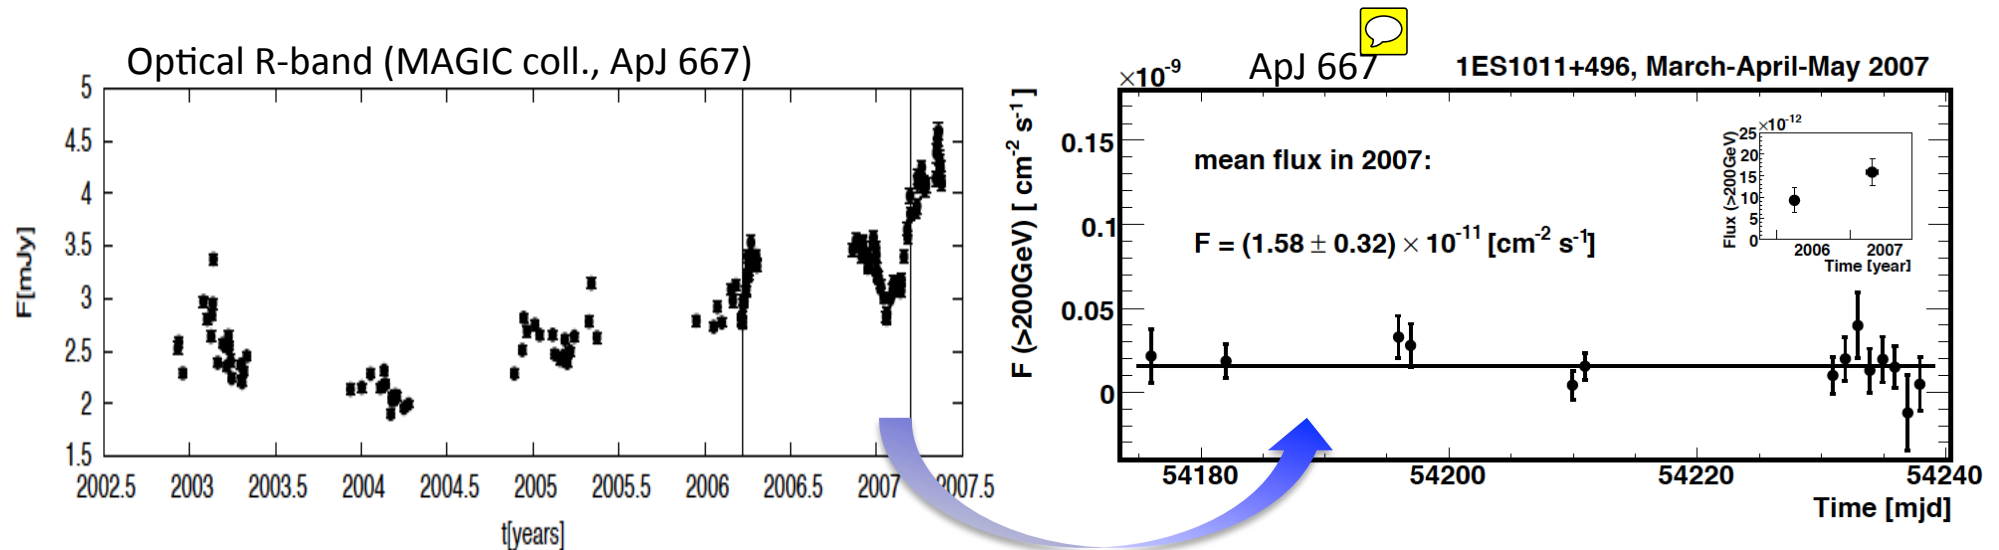 Optical R-band (MAGIC coll., ApJ 667)
5
4.5
4
3.5
3
2.5
2
1.5
F[mJy]
2002.5 2003 2003.5 2004 2004.5 2005 2005.5 2006 2006.5 2007 2007.5
t[years]
ApJ 667
1ES1011+496, March-April-May 2007
×10⁻⁹
F (>200GeV) [ cm⁻² s⁻¹ ]
0.15
0.1
0.05
0
mean flux in 2007:
F = (1.58 ± 0.32) × 10⁻¹¹ [cm⁻² s⁻¹]
×10⁻¹²
Flux (>200GeV)
25
20
15
10
5
0
2006 2007
Time [year]
54180 54200 54220 54240
Time [mjd]